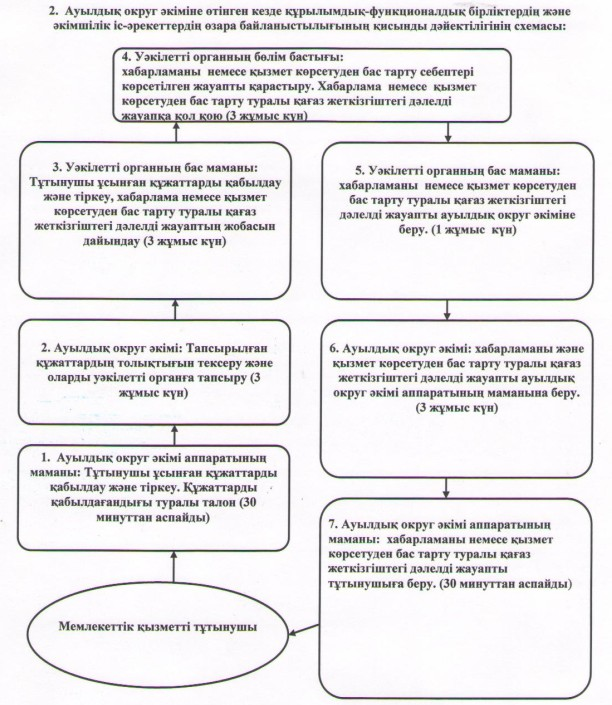 2. Ауылдық округ әкіміне өтінген кезде құрылымдық-функционалдық бірліктердің және
әкімшілік іс-әрекеттердің өзара байланыстылығының қисынды дәйектілігінің схемасы:
4. Уәкілетті органның бөлім бастығы:
хабарламаны немесе қызмет көрсетуден бас тарту себептері
көрсетілген жауапты қарастыру. Хабарлама немесе қызмет
көрсетуден бас тарту туралы қағаз жеткізгіштегі дәлелді
жауапқа қол қою (3 жұмыс күн)
3. Уәкілетті органның бас маманы:
Тұтынушы ұсынған құжаттарды қабылдау
және тіркеу, хабарлама немесе қызмет
көрсетуден бас тарту туралы қағаз
жеткізгіштегі дәлелді жауаптың жобасын
дайындау (3 жұмыс күн)
5. Уәкілетті органның бас маманы:
хабарламаны немесе қызмет көрсетуден
бас тарту туралы қағаз жеткізгіштегі
дәлелді жауапты ауылдық округ әкіміне
беру. (1 жұмыс күн)
2. Ауылдық округ әкімі: Тапсырылған
құжаттардың толықтығын тексеру және
оларды уәкілетті органға тапсыру (3
жұмыс күн)
6. Ауылдық округ әкімі: хабарламаны және
қызмет көрсетуден бас тарту туралы қағаз
жеткізгіштегі дәлелді жауапты ауылдық
округ әкімі аппаратының маманына беру.
(3 жұмыс күн)
1. Ауылдық округ әкімі аппаратының
маманы: Тұтынушы ұсынған құжаттарды
қабылдау және тіркеу. Құжаттарды
қабылдағандығы туралы талон (30
минуттан аспайды)
7. Ауылдық округ әкімі аппаратының
маманы: хабарламаны немесе қызмет
көрсетуден бас тарту туралы қағаз
жеткізгіштегі дәлелді жауапты
тұтынушыға беру. (30 минуттан аспайды)
Мемлекеттік қызметті тұтынушы